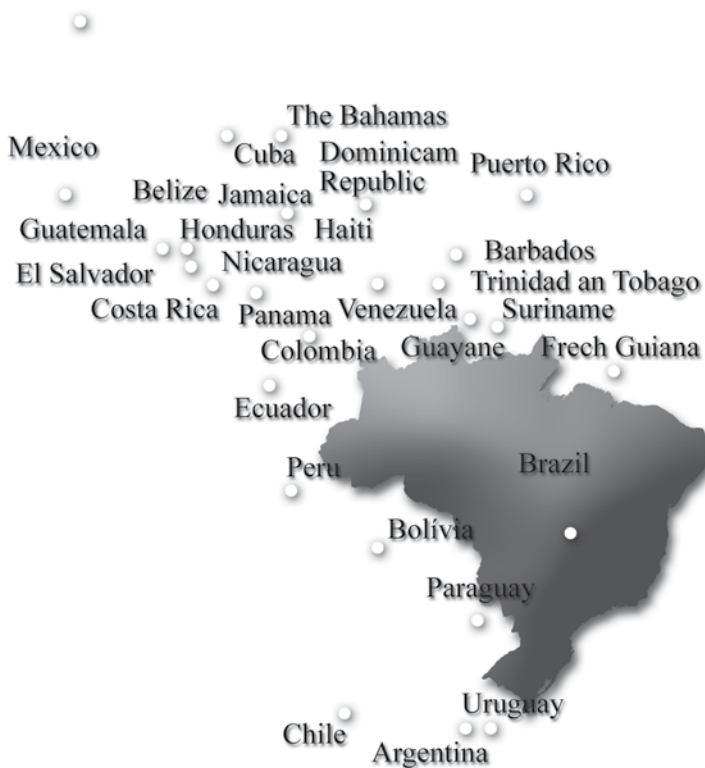 The Bahamas
Mexico
Cuba
Dominicam
Republic
Puerto Rico
Belize
Jamaica
Guatemala
Honduras
Haiti
El Salvador
Nicaragua
Barbados
Costa Rica
Panama
Venezuela
Trinidad an Tobago
Suriname
Colombia
Guayane
Frech Guiana
Ecuador
Peru
Brazil
Bolívia
Paraguay
Uruguay
Chile
Argentina